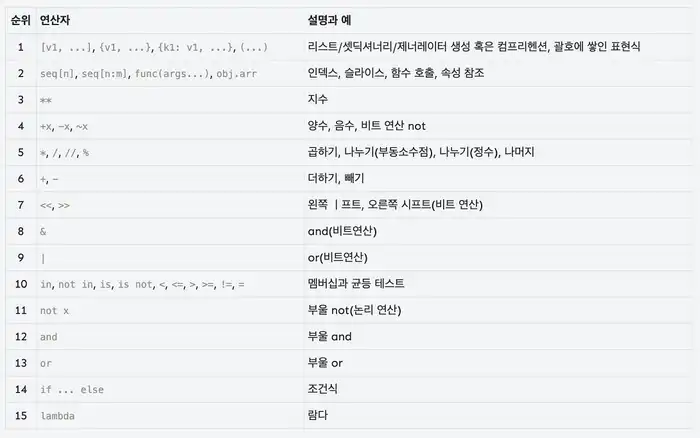 순위 연산자 설명과 예
1 [v1, ...], {v1, ...}, {k1: v1, ...}, (...) 리스트/셋딕셔너리/제너레이터 생성 혹은 컴프리헨션, 괄호에 쌓인 표현식
2 seq[n], seq[n:m], func(args...), obj.arr 인덱스, 슬라이스, 함수 호출, 속성 참조
3 ** 지수
4 +x, -x, ~x 양수, 음수, 비트 연산 not
5 *, /, //, % 곱하기, 나누기(부동소수점), 나누기(정수), 나머지
6 +, - 더하기, 빼기
7 <<, >> 왼쪽 ㅣ프트, 오른쪽 시프트(비트 연산)
8 & and(비트연산)
9 | or(비트연산)
10 in, not in, is, is not, <, <=, >, >=, !=, = 멤버십과 균등 테스트
11 not x 부울 not(논리 연산)
12 and 부울 and
13 or 부울 or
14 if ... else 조건식
15 lambda 람다